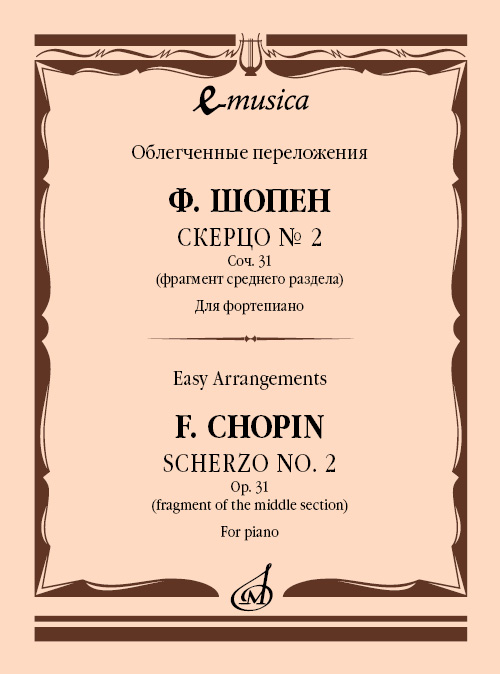 e-musica
Облегченные переложения
Ф. ШОПЕН
СКЕРЦО № 2
Соч. 31
(фрагмент среднего раздела)
Для фортепиано
Easy Arrangements
F. CHOPIN
SCHERZO NO. 2
Op. 31
(fragment of the middle section)
For piano